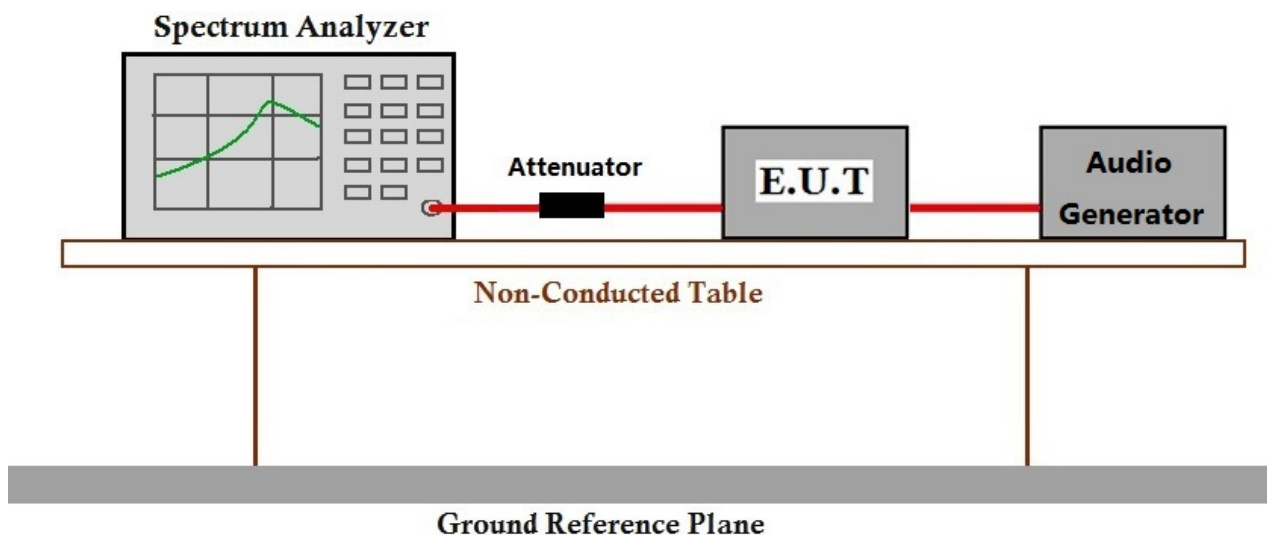 Spectrum Analyzer
Attenuator
E.U.T
Audio
Generator
Non-Conducted Table
Ground Reference Plane